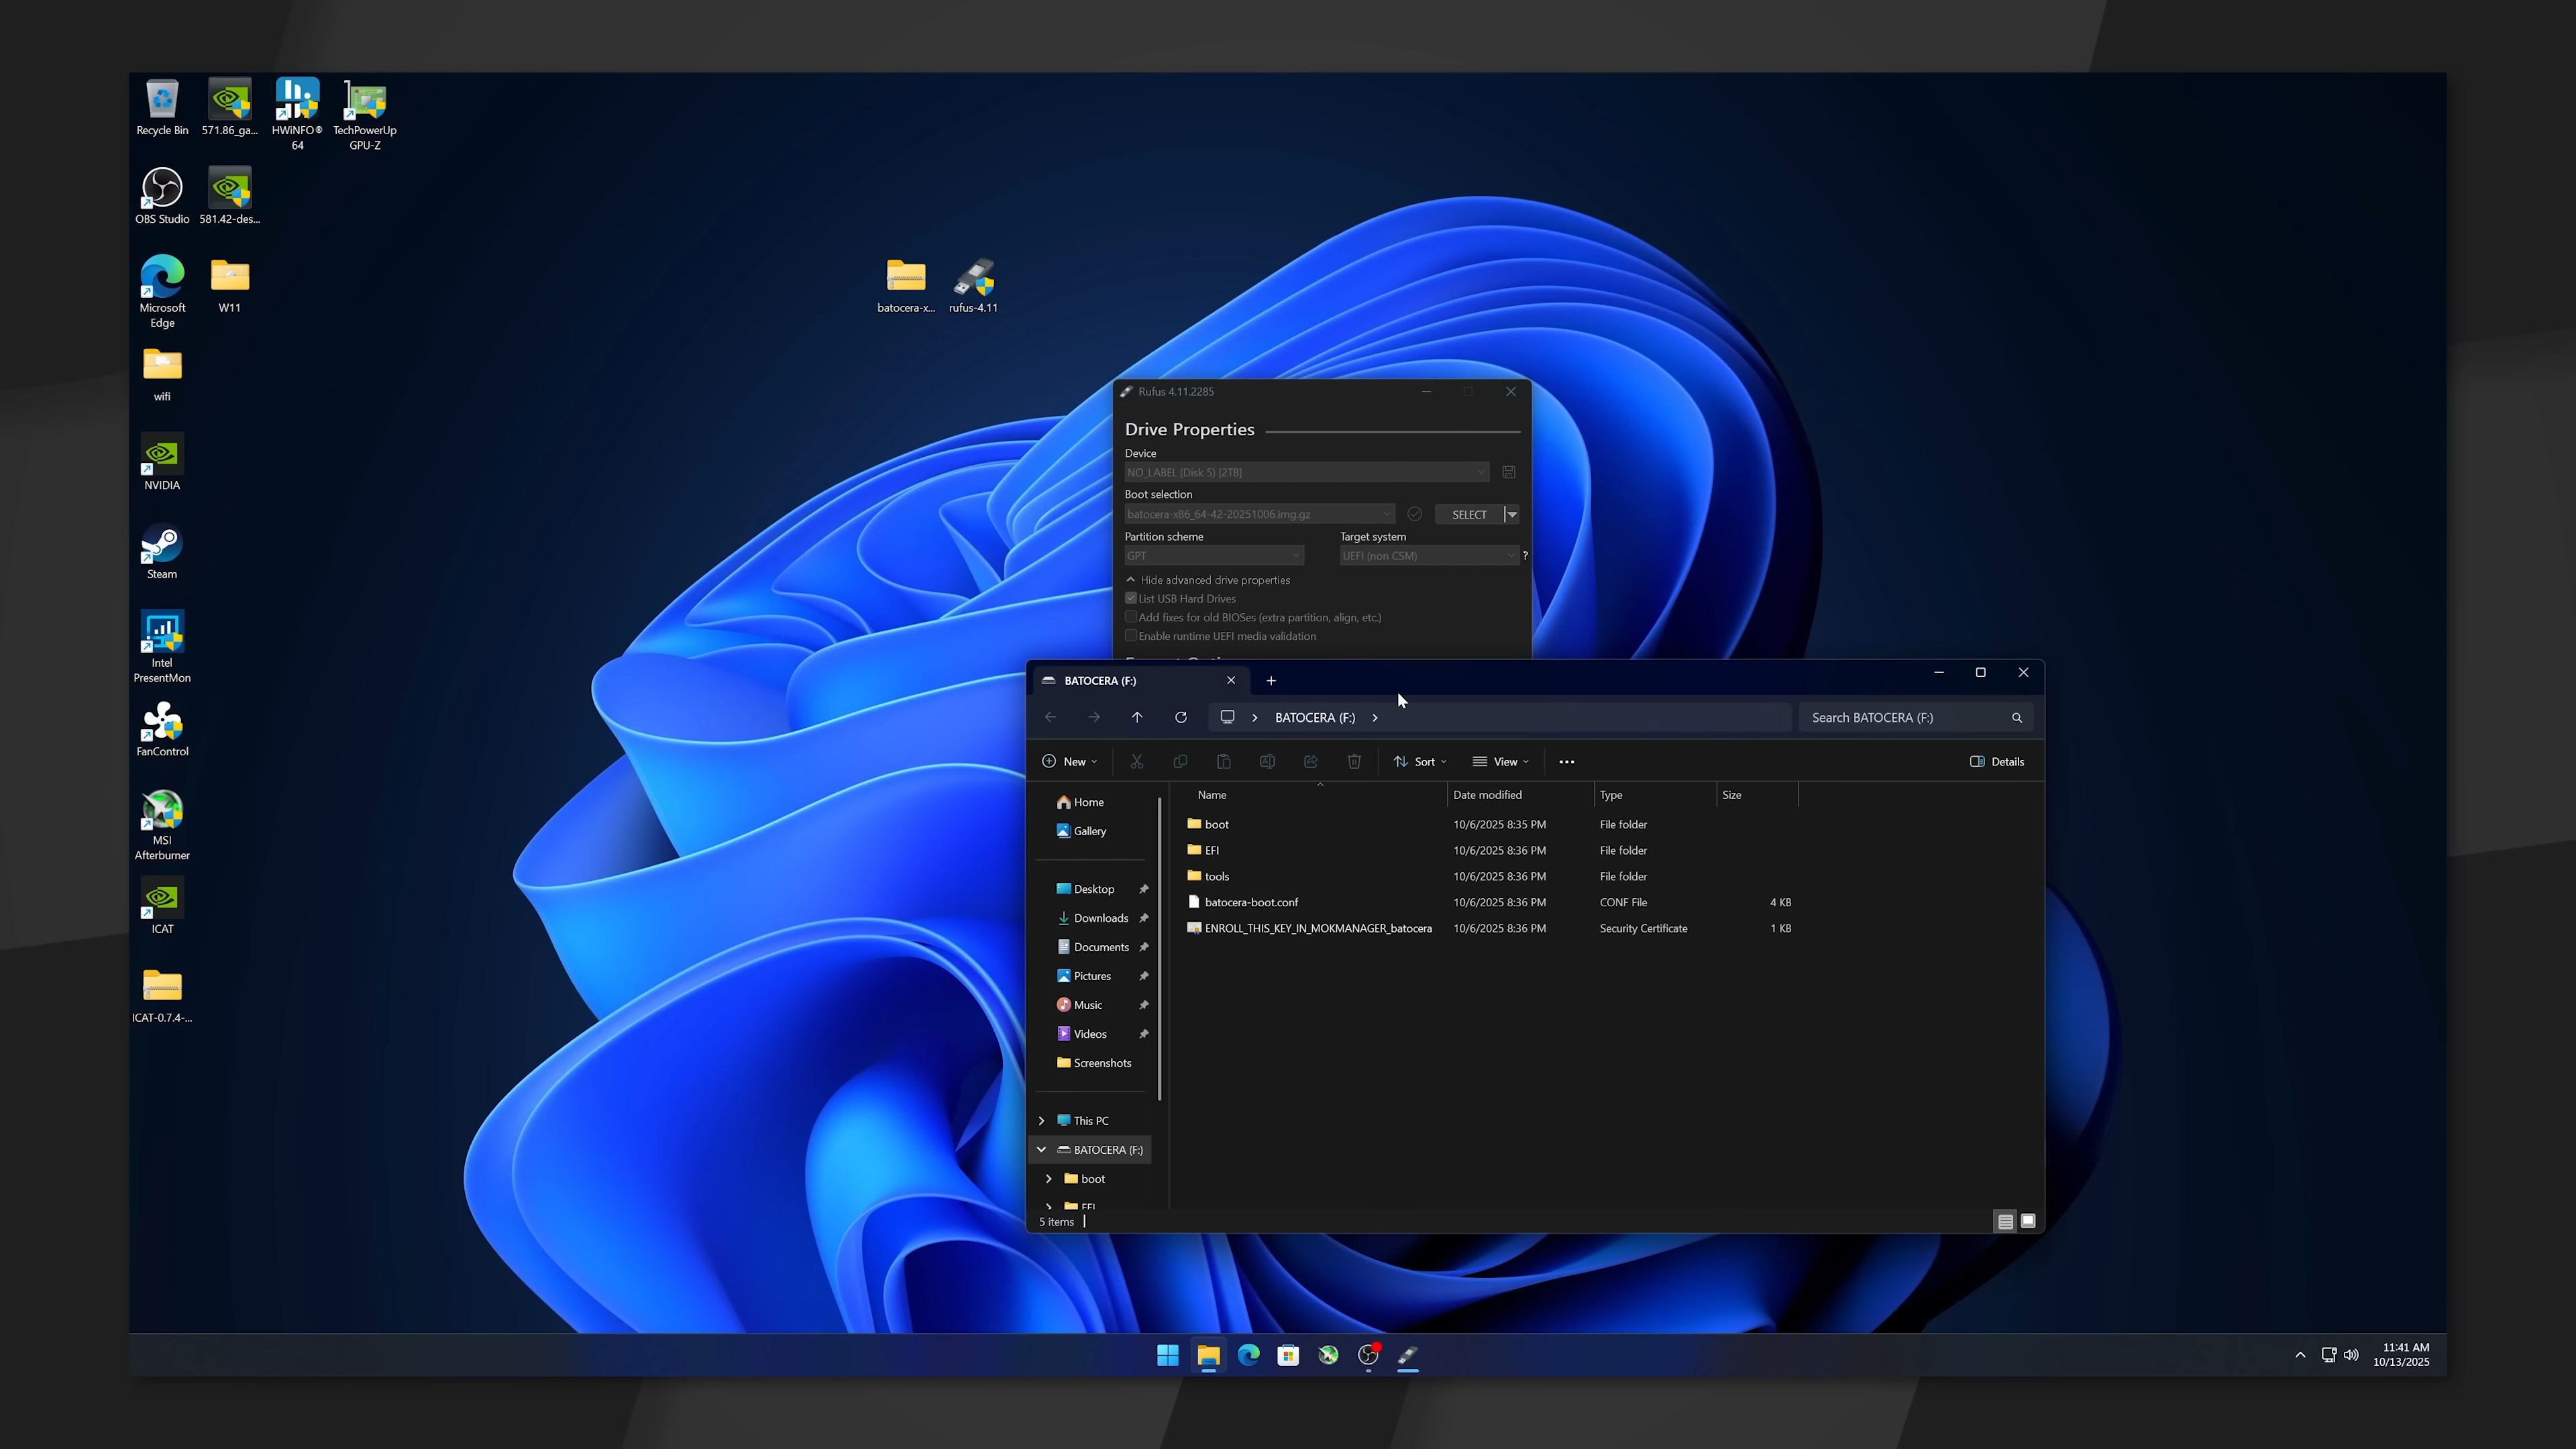 Recycle Bin
571.86_ga...
HWiNFO®
64
TechPowerUp
GPU-Z
OBS Studio
581.42-des...
Microsoft
Edge
W11
batocera-x...
rufus-4.11
wifi
NVIDIA
Steam
Intel
PresentMon
FanControl
MSI
Afterburner
ICAT
ICAT-0.7.4-...
Rufus 4.11.2285
Drive Properties
Device
NO_LABEL (Disk 5) [2TB]
Boot selection
batocera-x86_64-42-20251006.img.gz
SELECT
Partition scheme
Target system
GPT
UEFI (non CSM)
?
Hide advanced drive properties
List USB Hard Drives
Add fixes for old BIOSes (extra partition, align, etc.)
Enable runtime UEFI media validation
BATOCERA (F:)
BATOCERA (F:)
Search BATOCERA (F:)
New
Sort
View
Details
Name
Date modified
Type
Size
boot
10/6/2025 8:35 PM
File folder
EFI
10/6/2025 8:36 PM
File folder
tools
10/6/2025 8:36 PM
File folder
batocera-boot.conf
10/6/2025 8:36 PM
CONF File
4 KB
ENROLL_THIS_KEY_IN_MOKMANAGER_batocera
10/6/2025 8:36 PM
Security Certificate
1 KB
Home
Gallery
Desktop
Downloads
Documents
Pictures
Music
Videos
Screenshots
This PC
BATOCERA (F:)
boot
EFI
5 items
11:41 AM
10/13/2025